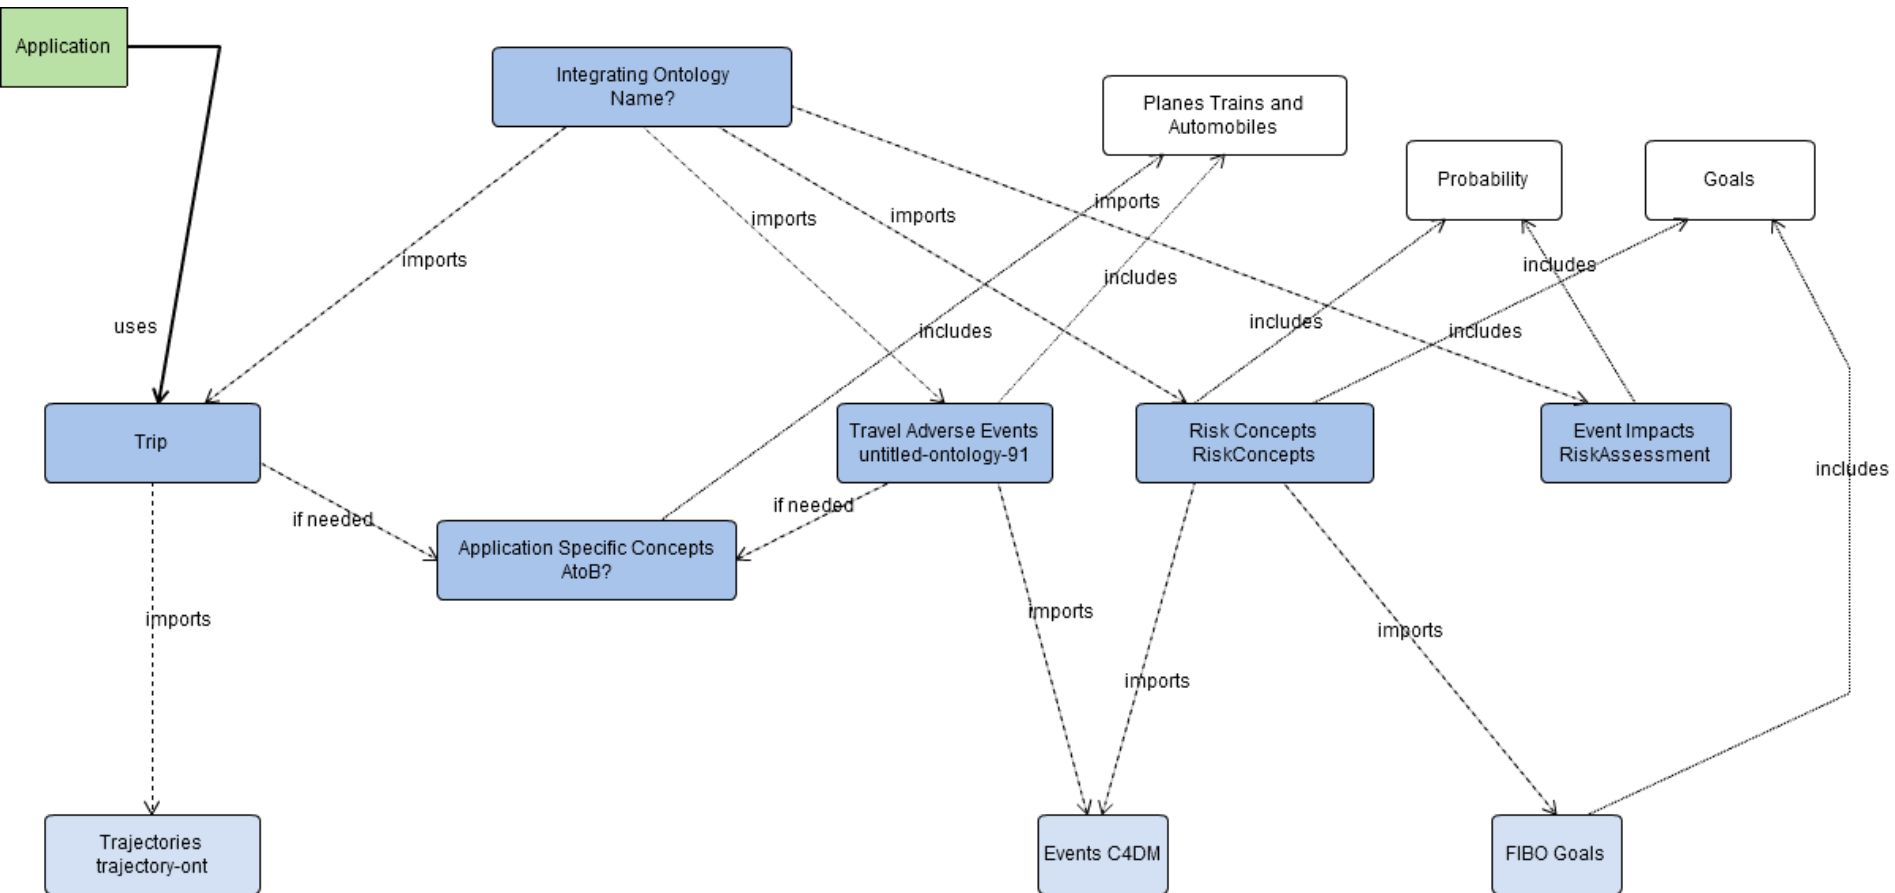 Application
Integrating Ontology
Name?
Planes Trains and
Automobiles
Probability
Goals
imports
imports
imports
imports
includes
includes
uses
includes
includes
includes
Trip
Travel Adverse Events
untitled-ontology-91
Risk Concepts
RiskConcepts
Event Impacts
RiskAssessment
includes
if needed
if needed
Application Specific Concepts
AtoB?
imports
imports
imports
imports
Trajectories
trajectory-ont
Events C4DM
FIBO Goals